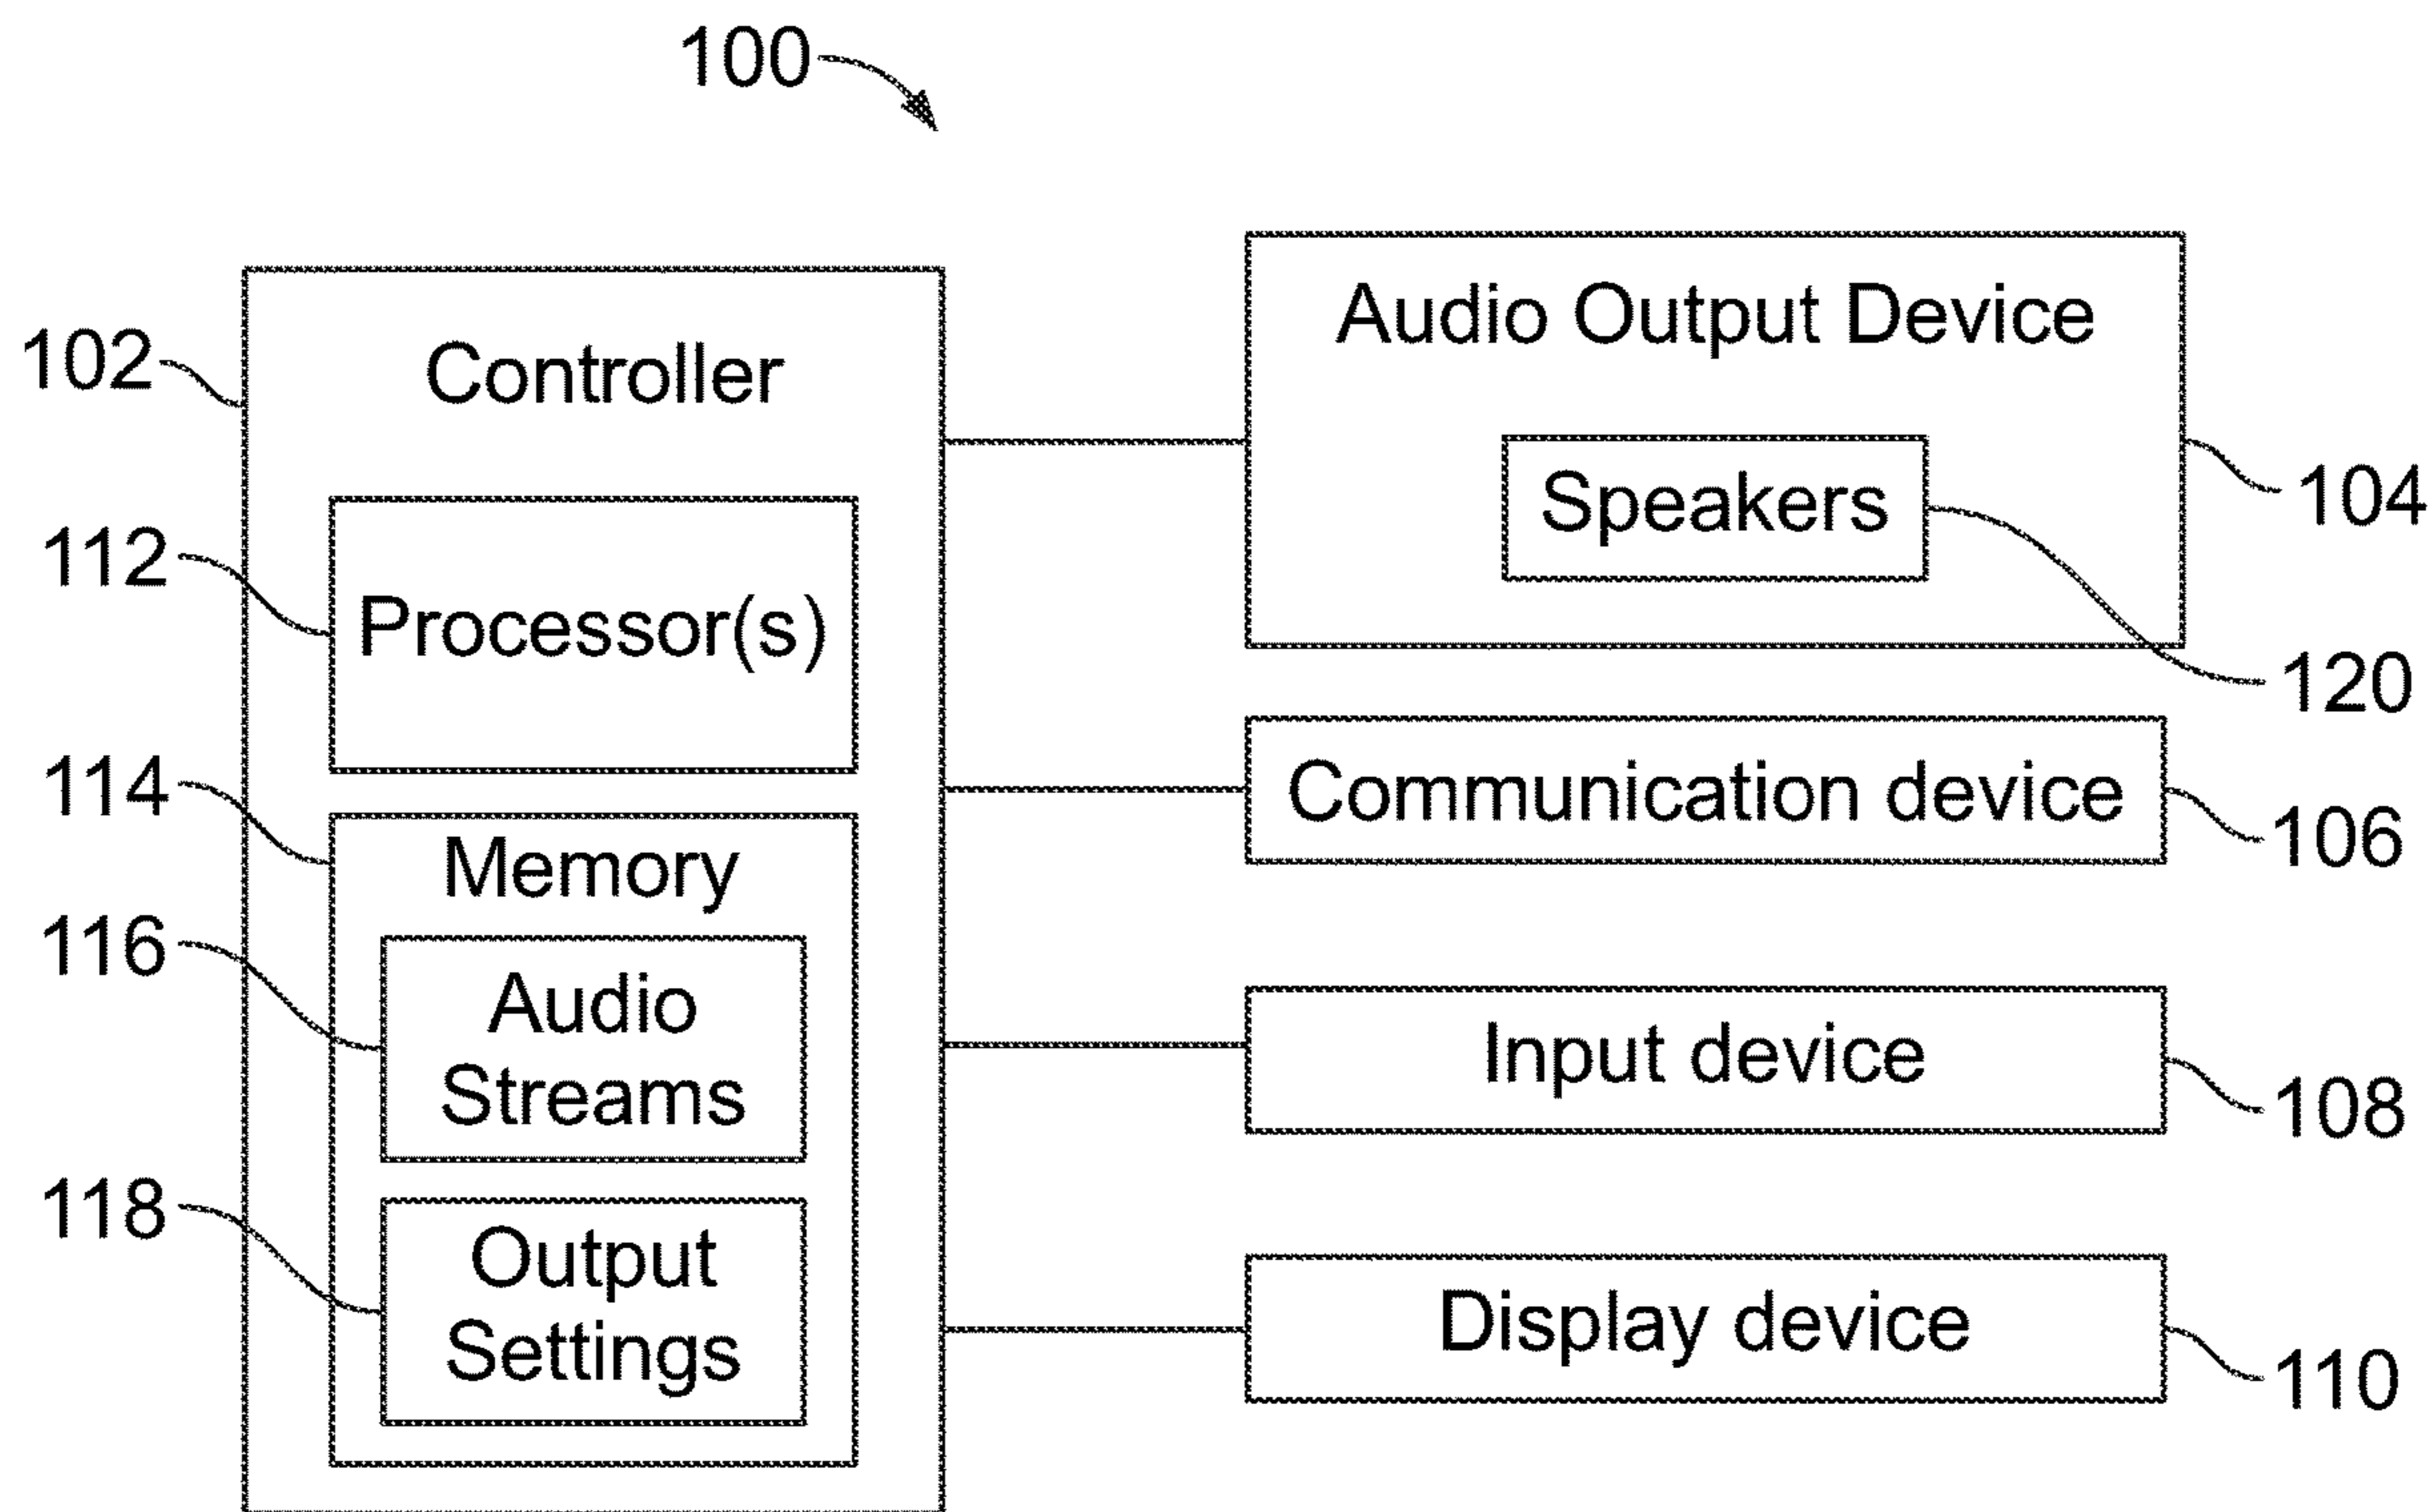 100
102
Controller
112
Processor(s)
114
Memory
116
Audio
Streams
118
Output
Settings
Audio Output Device
Speakers
104
120
Communication device
106
Input device
108
Display device
110